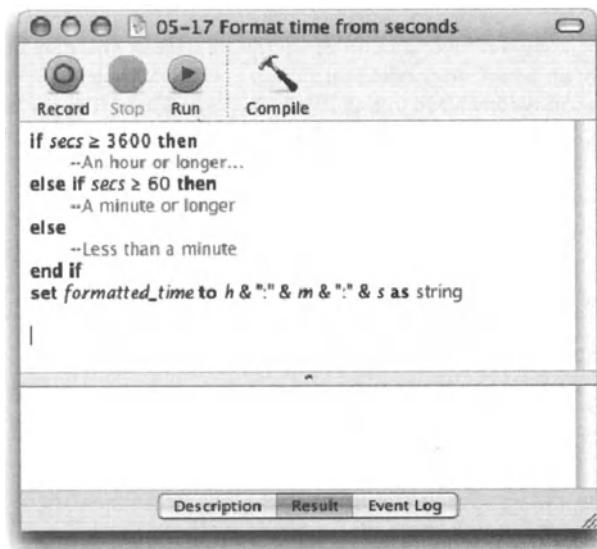 05-17 Format time from seconds
Record Stop Run Compile
if secs ≥ 3600 then
--An hour or longer...
else if secs ≥ 60 then
--A minute or longer
else
--Less than a minute
end if
set formatted_time to h & ":" & m & ":" & s as string
Description Result Event Log